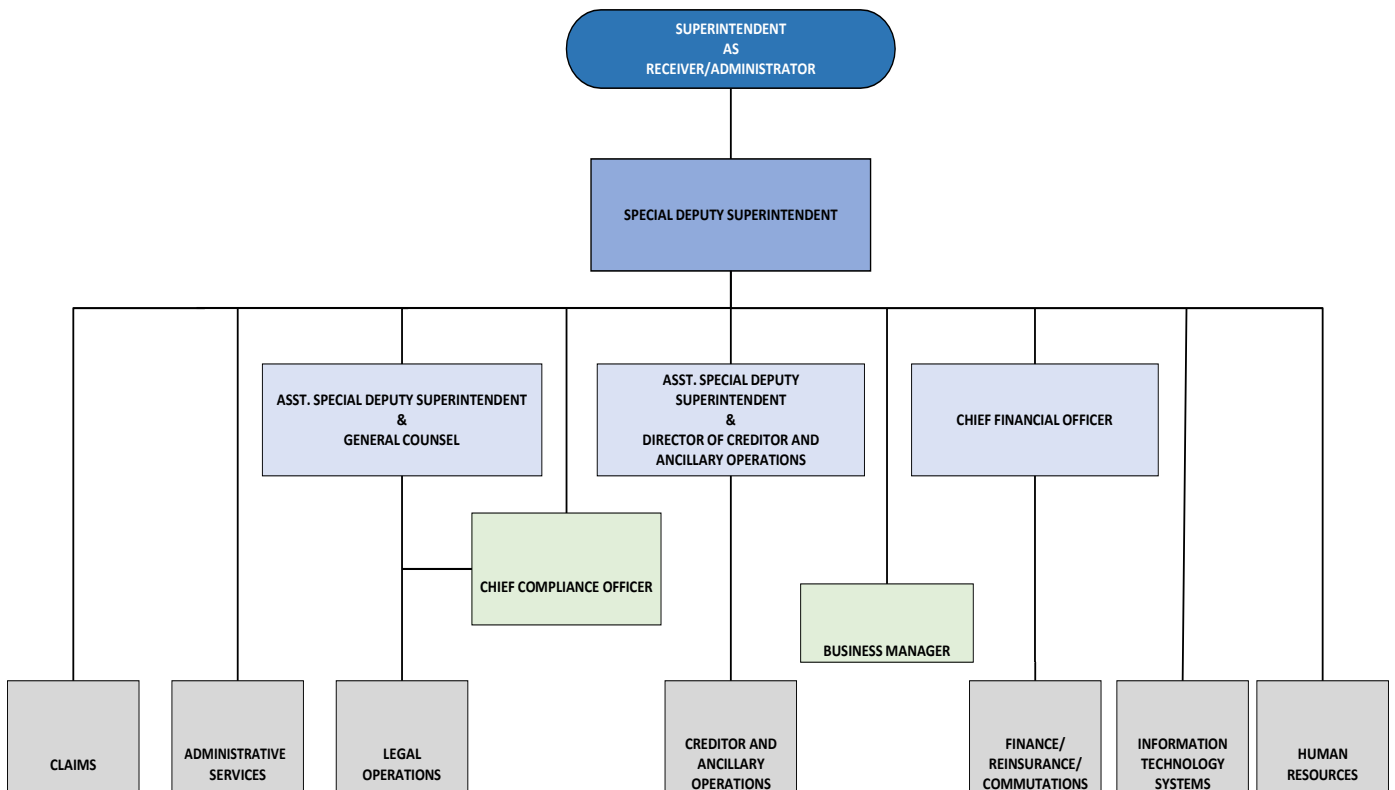 SUPERINTENDENT
AS
RECEIVER/ADMINISTRATOR
SPECIAL DEPUTY SUPERINTENDENT
ASST. SPECIAL DEPUTY SUPERINTENDENT
&
GENERAL COUNSEL
ASST. SPECIAL DEPUTY
SUPERINTENDENT
&
DIRECTOR OF CREDITOR AND
ANCILLARY OPERATIONS
CHIEF FINANCIAL OFFICER
CHIEF COMPLIANCE OFFICER
BUSINESS MANAGER
CLAIMS
ADMINISTRATIVE
SERVICES
LEGAL
OPERATIONS
CREDITOR AND
ANCILLARY
OPERATIONS
FINANCE/
REINSURANCE/
COMMUTATIONS
INFORMATION
TECHNOLOGY
SYSTEMS
HUMAN
RESOURCES